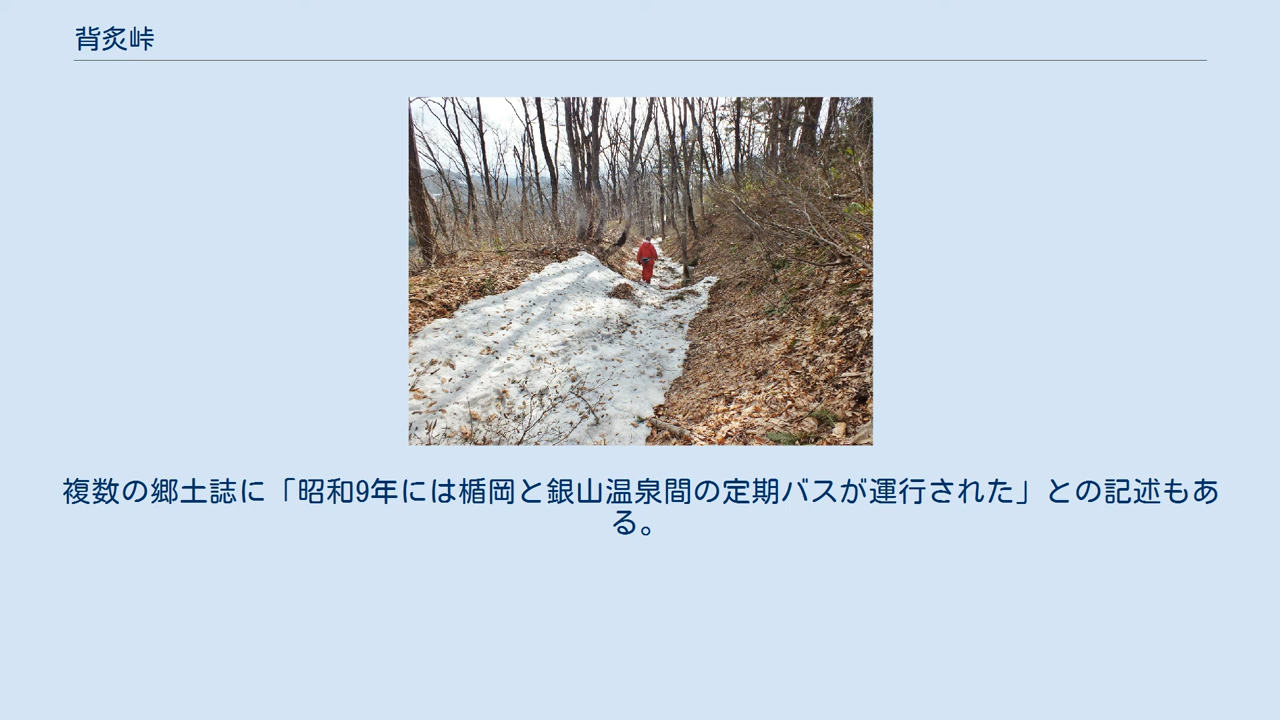 背炙峠
複数の郷土誌に「昭和9年には楯岡と銀山温泉間の定期バスが運行された」との記述もあ
る。